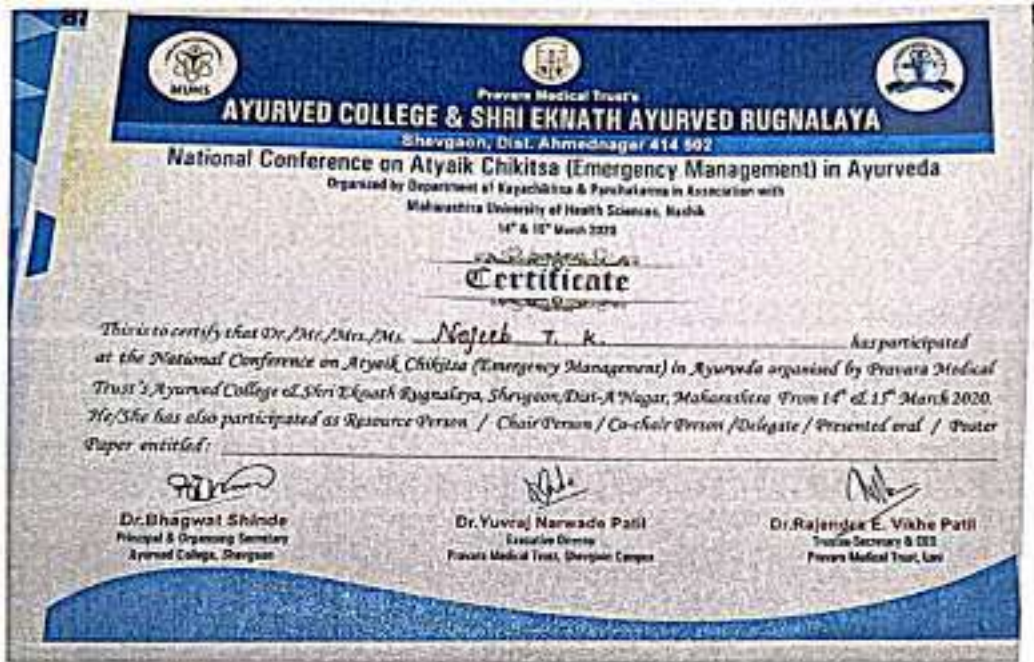 MUHS
Pravara Medical Trust's
AYURVED COLLEGE & SHRI EKNATH AYURVED RUGNALAYA
Shevgaon, Dist. Ahmednagar 414 502
National Conference on Atyaik Chikitsa (Emergency Management) in Ayurveda
Organized by Department of Kayachikitsa & Panchakarma in Association with
Maharashtra University of Health Sciences, Nashik
14th & 15th March 2020
Certificate
This is to certify that Dr./Mr./Mrs./Ms. Najeeb T. K. has participated
at the National Conference on Atyaik Chikitsa (Emergency Management) in Ayurveda organised by Pravara Medical
Trust's Ayurved College & Shri Eknath Rugnalaya, Shevgaon, Dist-A'Nagar, Maharashtra From 14th & 15th March 2020.
He/She has also participated as Resource Person / Chair Person / Co-chair Person / Delegate / Presented oral / Poster
Paper entitled :
Dr.Bhagwat Shinde
Principal & Organising Secretary
Ayurved College, Shevgaon
Dr.Yuvraj Narwade Patil
Executive Director
Pravara Medical Trust, Shevgaon Campus
Dr.Rajendra E. Vikhe Patil
Trustee Secretary & CEO
Pravara Medical Trust, Loni